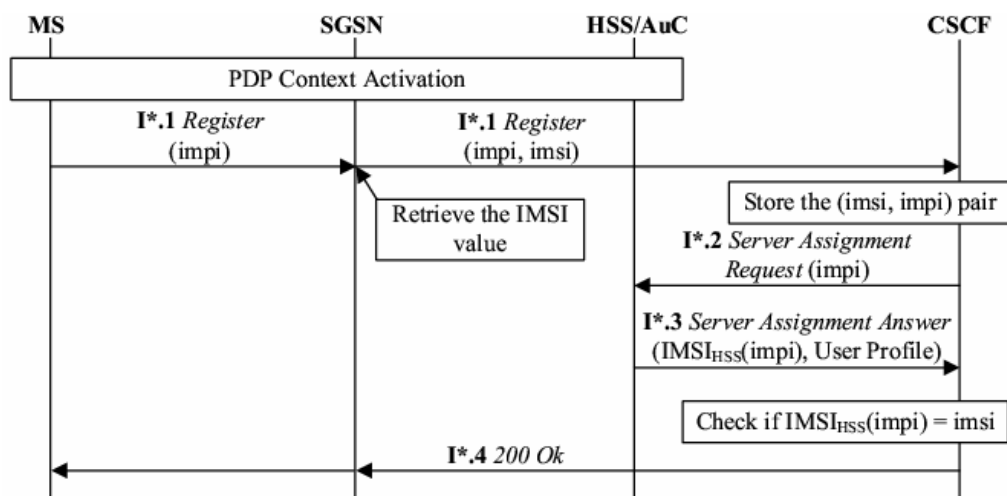 MS SGSN HSS/AuC CSCF
PDP Context Activation
I*.1 Register
(impi)
I*.1 Register
(impi, imsi)
Store the (imsi, impi) pair
Retrieve the IMSI
value
I*.2 Server Assignment
Request (impi)
I*.3 Server Assignment Answer
(IMSIHSS(impi), User Profile)
Check if IMSIHSS(impi) = imsi
I*.4 200 Ok